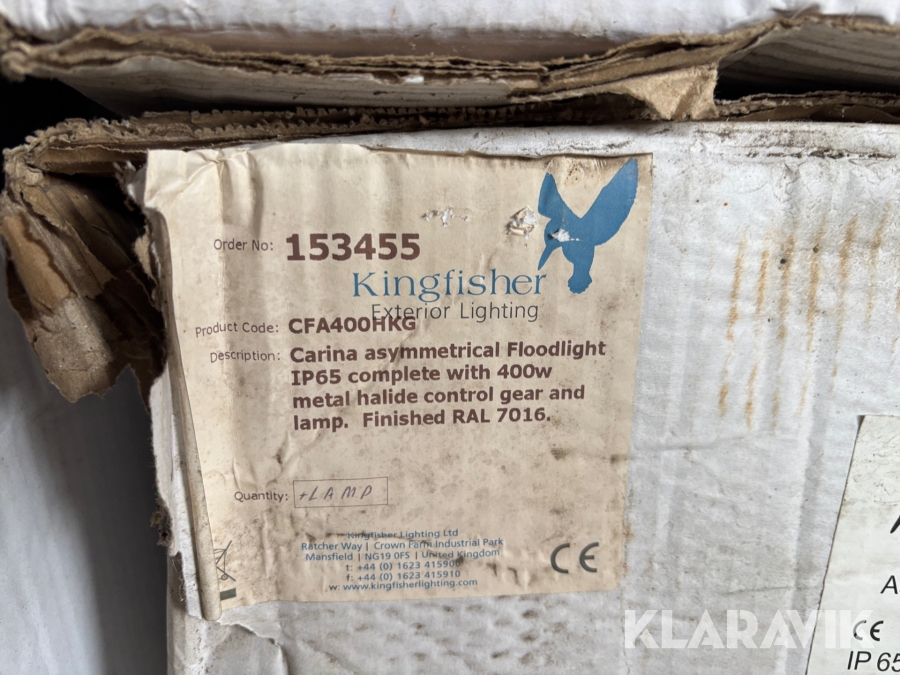 Order No: 153455
Kingfisher
Exterior Lighting
Product Code: CFA400HKG
Description: Carina asymmetrical Floodlight
IP65 complete with 400w
metal halide control gear and
lamp. Finished RAL 7016.
Quantity: +LAMP
Kingfisher Lighting Ltd
Ratcher Way | Crown Farm Industrial Park
Mansfield | NG19 0FS | United Kingdom
t: +44 (0) 1623 415900
f: +44 (0) 1623 415910
w: www.kingfisherlighting.com
CE
A
CE
IP 65
KLARAVIK